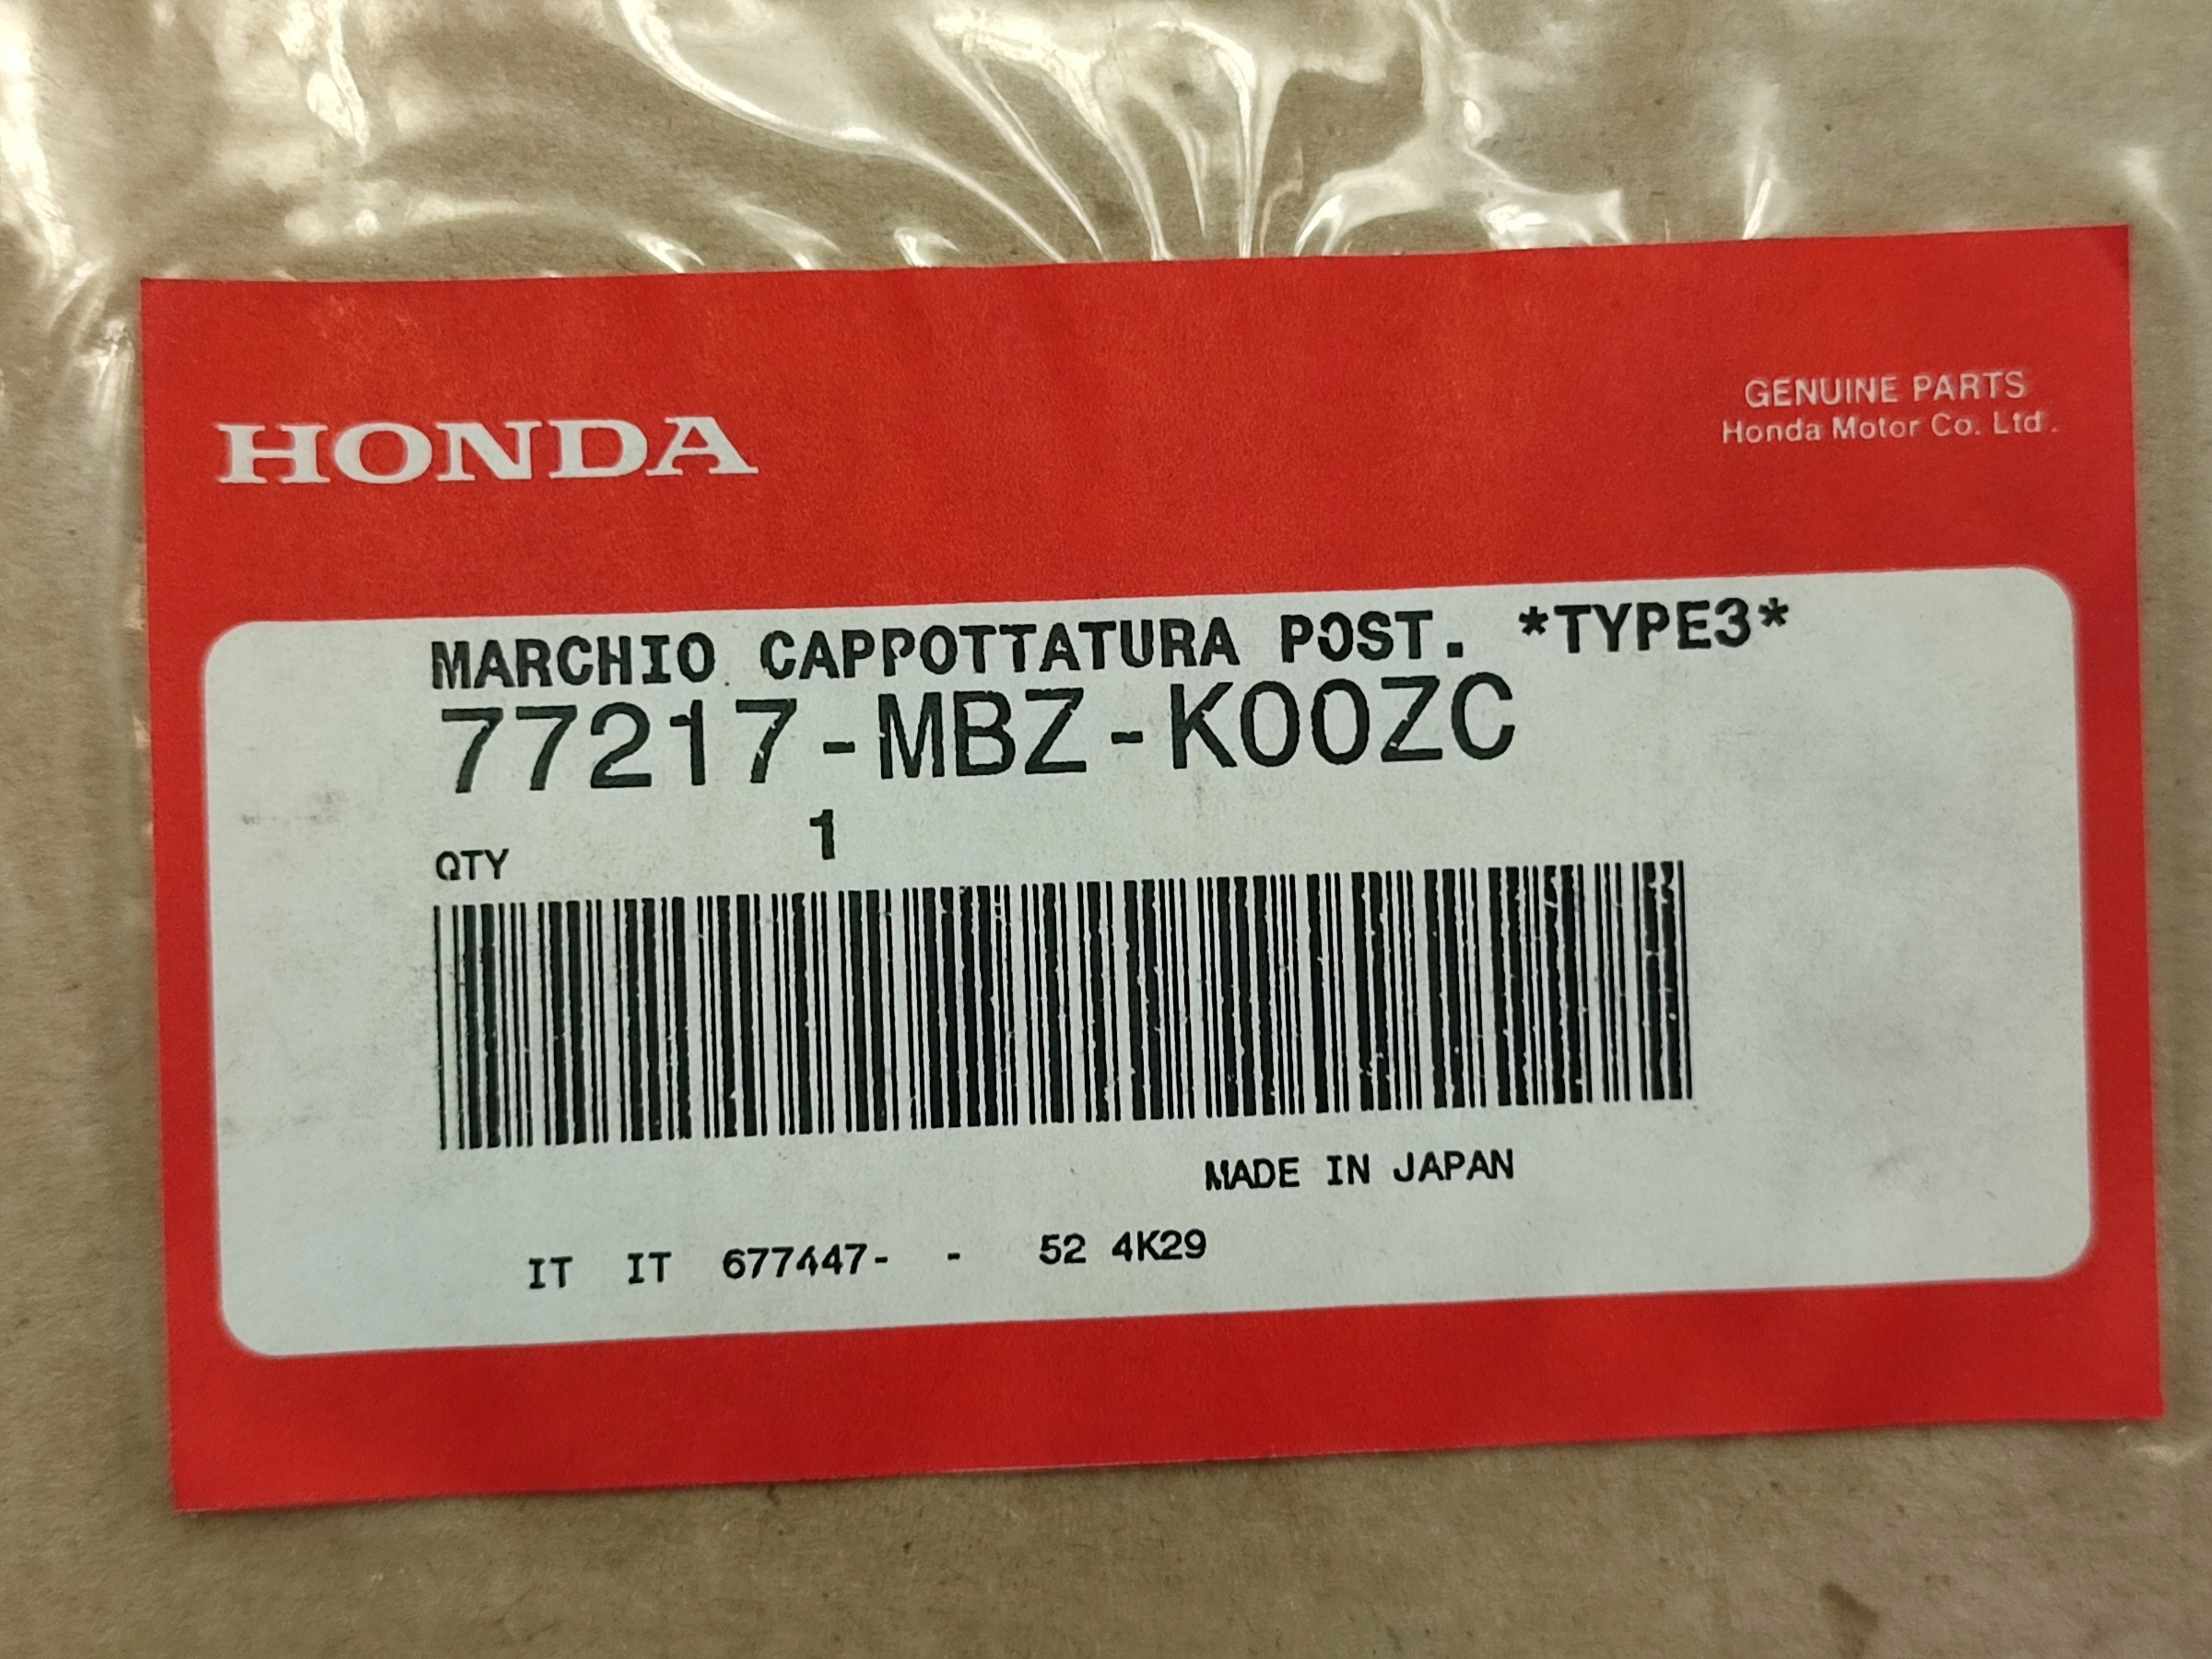 HONDA
GENUINE PARTS
Honda Motor Co. Ltd.
MARCHIO CAPPOTTATURA POST. *TYPE3*
77217-MBZ-K00ZC
QTY 1
MADE IN JAPAN
IT IT 677447- - 52 4K29